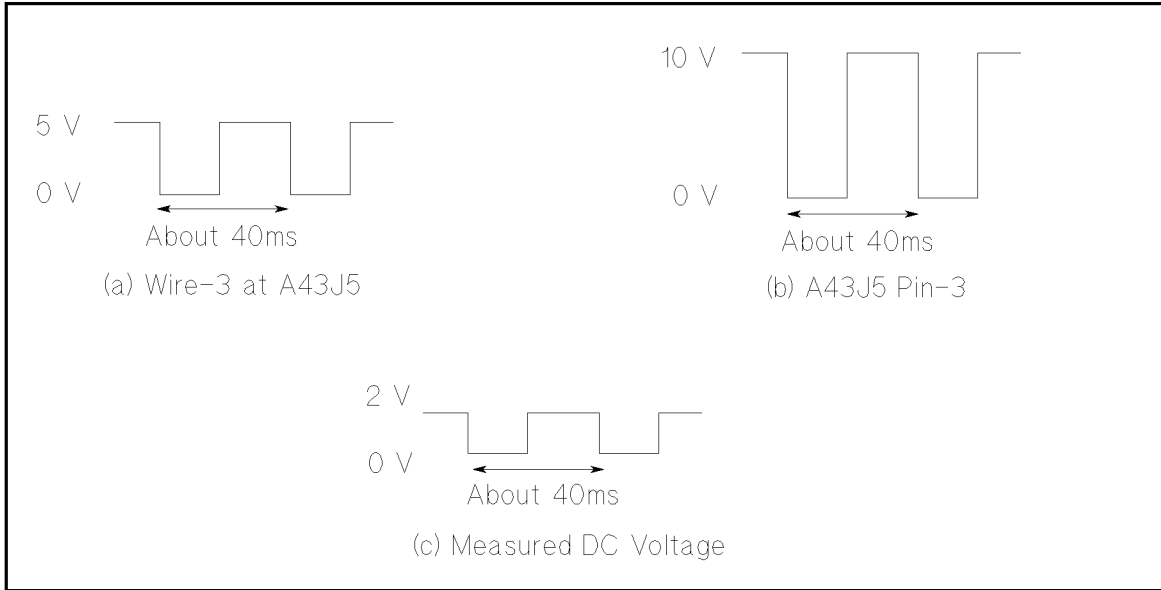 5 V
0 V
About 40ms
(a) Wire-3 at A43J5
10 V
0 V
About 40ms
(b) A43J5 Pin-3
2 V
0 V
About 40ms
(c) Measured DC Voltage